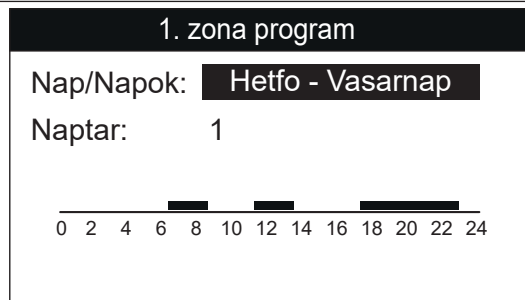 1. zona program
Nap/Napok: Hetfo - Vasarnap
Naptar: 1
0 2 4 6 8 10 12 14 16 18 20 22 24